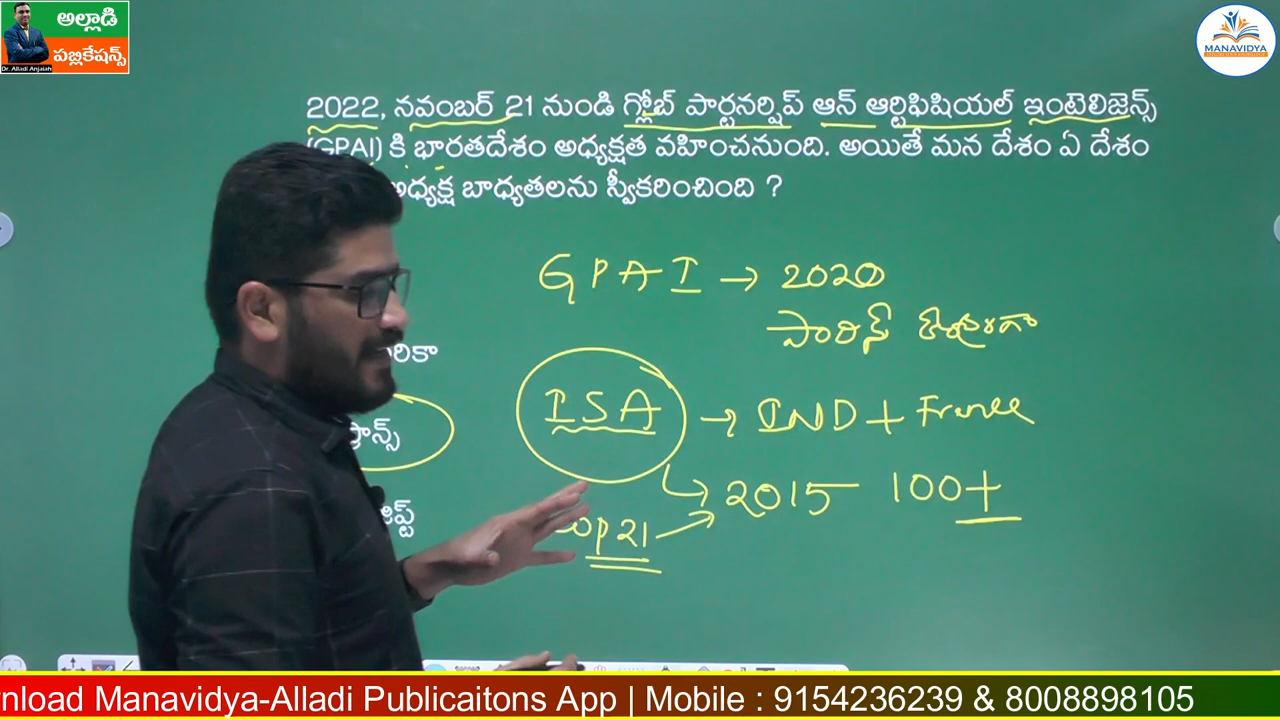 అల్లాడి
పబ్లికేషన్స్
Dr. Alladi Anjaiah
MANAVIDYA
2022, నవంబర్ 21 నుండి గ్లోబ్ పార్టనర్షిప్ ఆన్ ఆర్టిఫిషియల్ ఇంటెలిజెన్స్
(GPAI) కి భారతదేశం అధ్యక్షత వహించనుంది. అయితే మన దేశం ఏ దేశం
అధ్యక్ష బాధ్యతలను స్వీకరించింది ?
GPAI → 2020
పారిస్ కేంద్రంగా
ISA → IND + France
ఫ్రాన్స్
2015 100+
Cop21
nload Manavidya-Alladi Publicaitons App | Mobile : 9154236239 & 8008898105